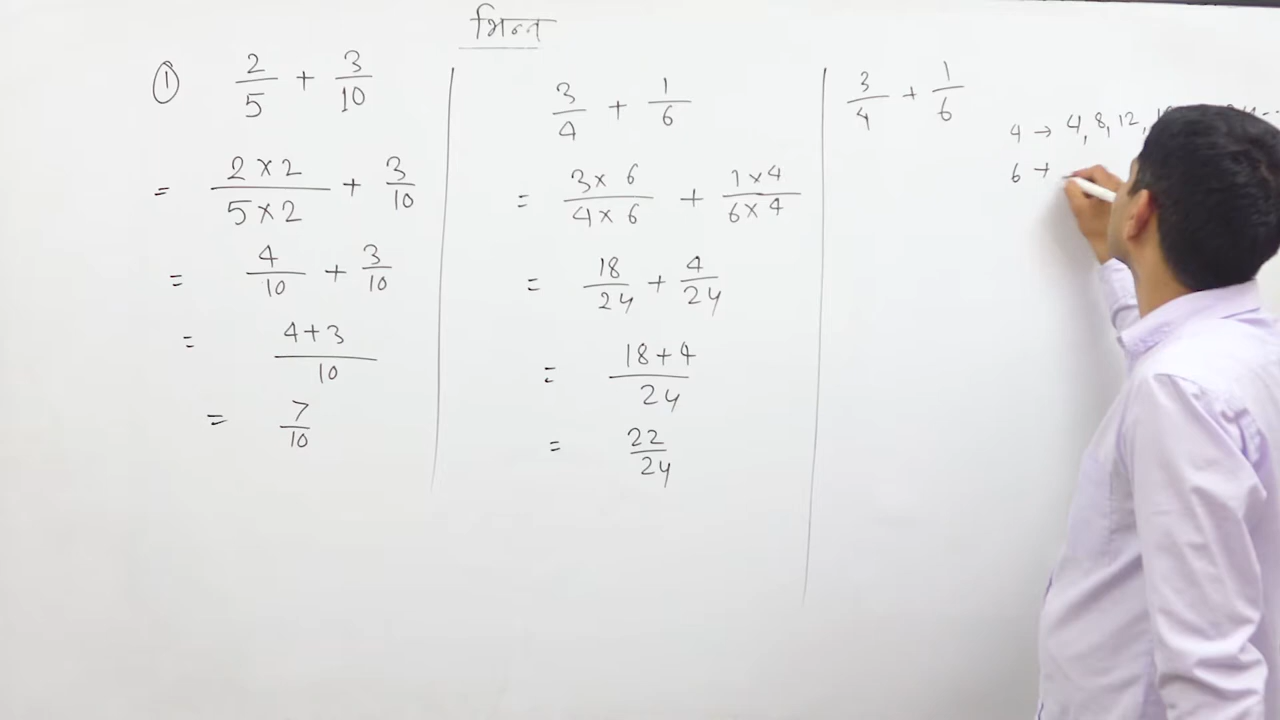 भिन्न
① 2/5 + 3/10
= (2×2)/(5×2) + 3/10
= 4/10 + 3/10
= (4+3)/10
= 7/10
3/4 + 1/6
= (3×6)/(4×6) + (1×4)/(6×4)
= 18/24 + 4/24
= (18+4)/24
= 22/24
3/4 + 1/6
4 → 4, 8, 12,
6 +